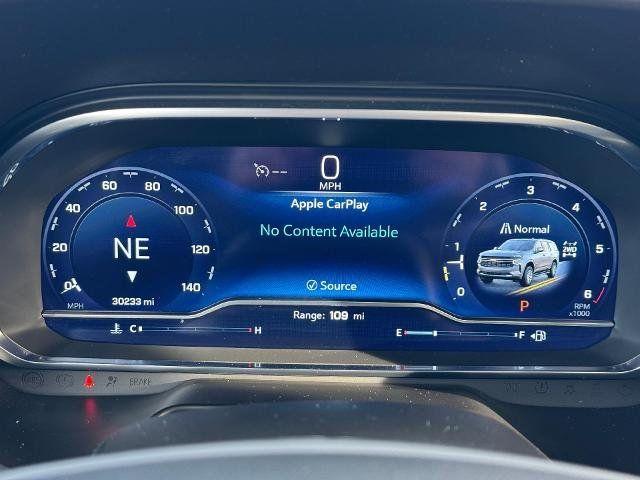 -- 0
MPH
Apple CarPlay
No Content Available
Source
0 20 40 60 80 100 120 140
MPH
NE
30233 mi
C H
Range: 109 mi
E F
0 1 2 3 4 5 6
Normal
2WD
P
RPM
x1000
BRAKE